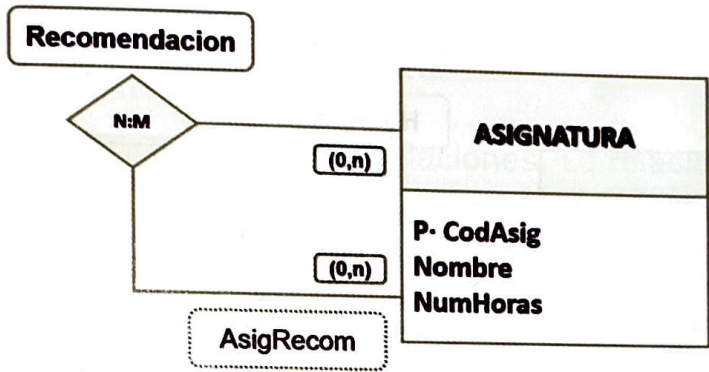 Recomendacion
N:M
ASIGNATURA
(0,n)
P· CodAsig
(0,n)
Nombre
NumHoras
AsigRecom